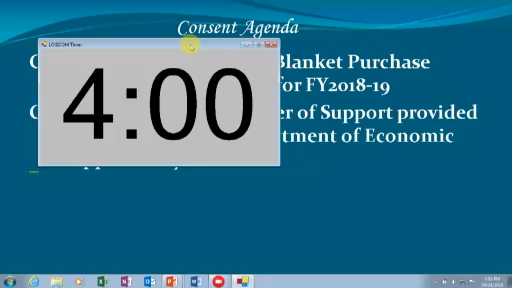 Consent Agenda
LOGICOM Timer
Blanket Purchase
for FY2018-19
er of Support provided
tment of Economic
4:00